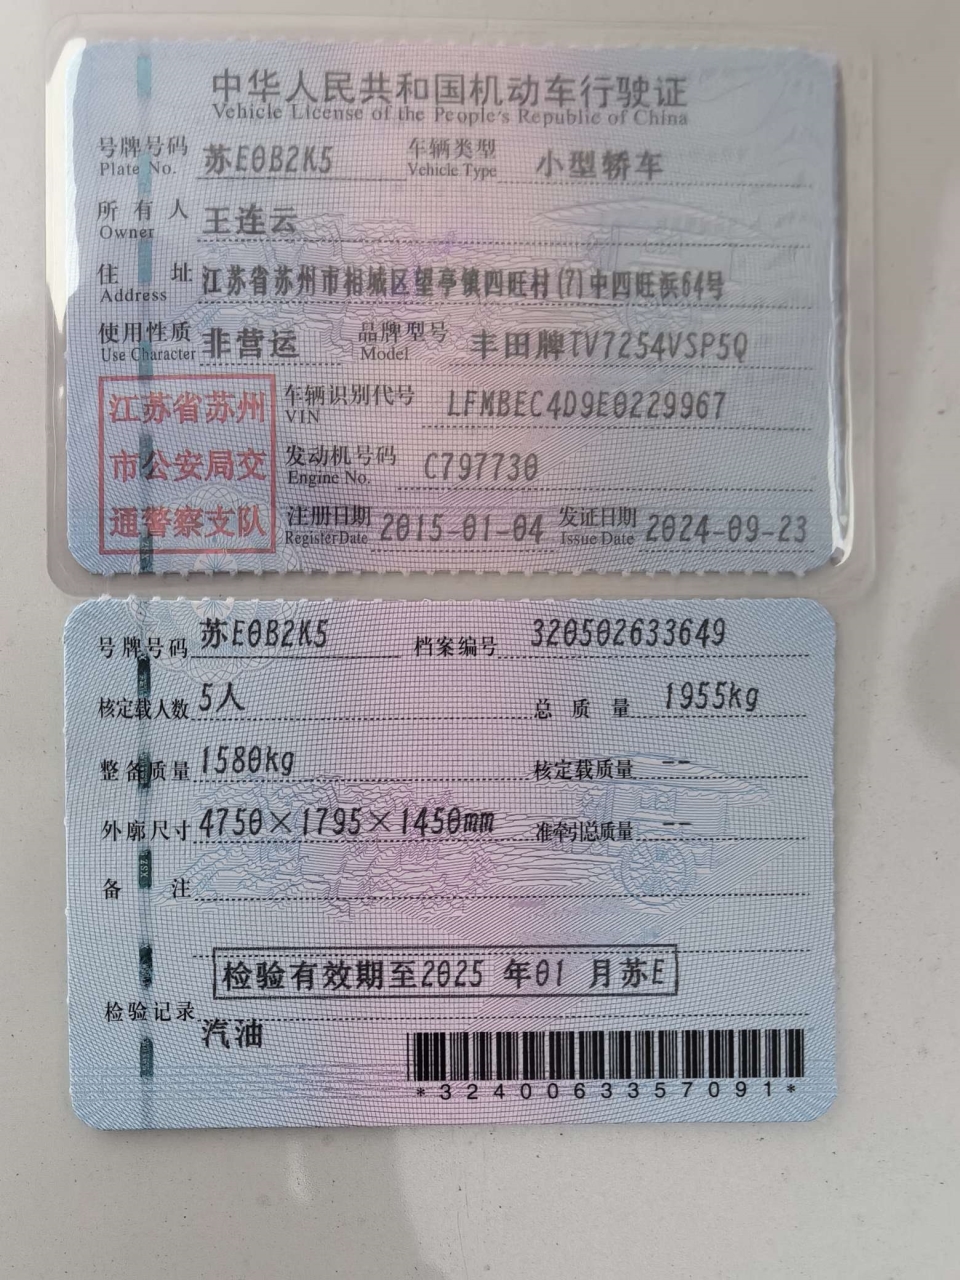 中华人民共和国机动车行驶证
Vehicle License of the People's Republic of China
号牌号码 苏E0B2K5 车辆类型 小型轿车
Plate No. Vehicle Type
所有人 王连云
Owner
住址 江苏省苏州市相城区望亭镇四旺村(7)中四旺浜64号
Address
使用性质 非营运 品牌型号 丰田牌TV7254VSP5Q
Use Character Model
江苏省苏州
市公安局交
通警察支队
车辆识别代号 LFMBEC4D9E0229967
VIN
发动机号码 C797730
Engine No.
注册日期 2015-01-04 发证日期 2024-09-23
Register Date Issue Date
号牌号码 苏E0B2K5 档案编号 320502633649
核定载人数 5人 总质量 1955kg
整备质量 1580kg 核定载质量 --
外廓尺寸 4750×1795×1450mm 准牵引总质量 --
备注
检验有效期至2025 年01 月苏E
检验记录
汽油
*3240063357091*